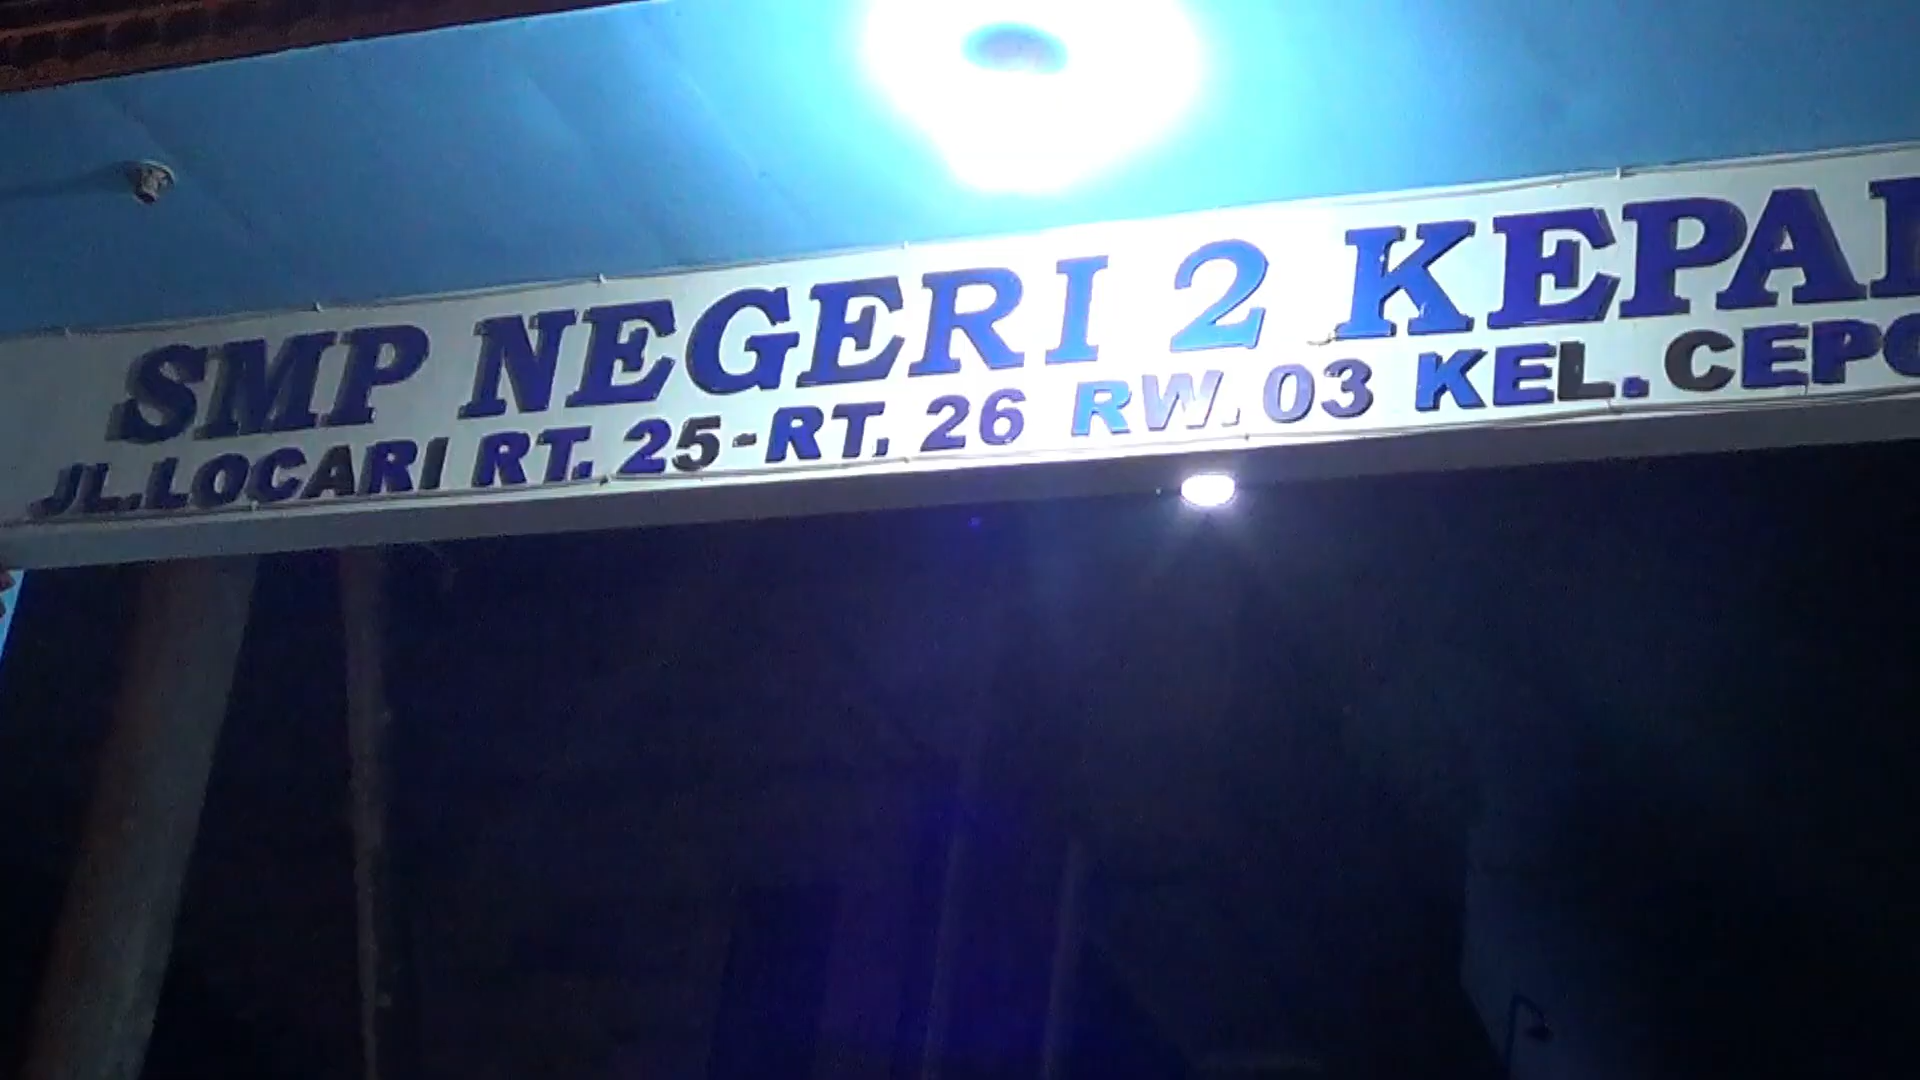 SMP NEGERI 2 KEPA
JL.LOCARI RT. 25-RT. 26 RW. 03 KEL. CEPO